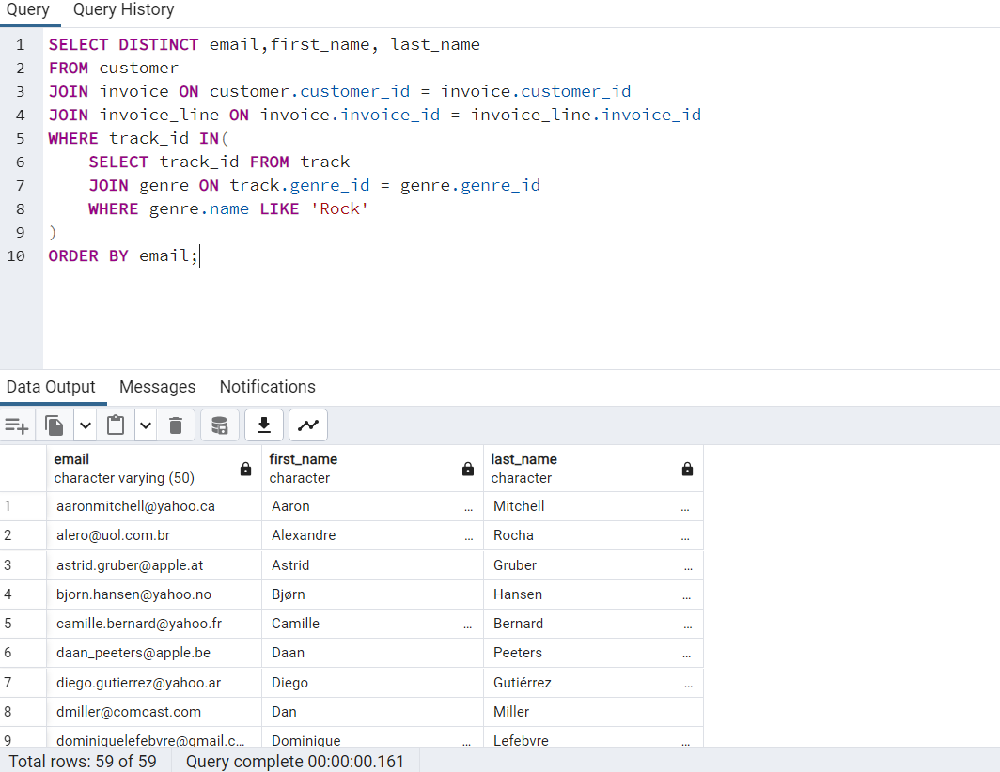 Query Query History
1 SELECT DISTINCT email,first_name, last_name
2 FROM customer
3 JOIN invoice ON customer.customer_id = invoice.customer_id
4 JOIN invoice_line ON invoice.invoice_id = invoice_line.invoice_id
5 WHERE track_id IN(
6 SELECT track_id FROM track
7 JOIN genre ON track.genre_id = genre.genre_id
8 WHERE genre.name LIKE 'Rock'
9 )
10 ORDER BY email;
Data Output Messages Notifications
email first_name last_name
character varying (50) character character
1 aaronmitchell@yahoo.ca Aaron ... Mitchell ...
2 alero@uol.com.br Alexandre ... Rocha ...
3 astrid.gruber@apple.at Astrid Gruber ...
4 bjorn.hansen@yahoo.no Bjørn Hansen ...
5 camille.bernard@yahoo.fr Camille ... Bernard ...
6 daan_peeters@apple.be Daan Peeters ...
7 diego.gutierrez@yahoo.ar Diego Gutiérrez ...
8 dmiller@comcast.com Dan Miller
9 dominiquelefebvre@gmail.c... Dominique ... Lefebvre ...
Total rows: 59 of 59 Query complete 00:00:00.161